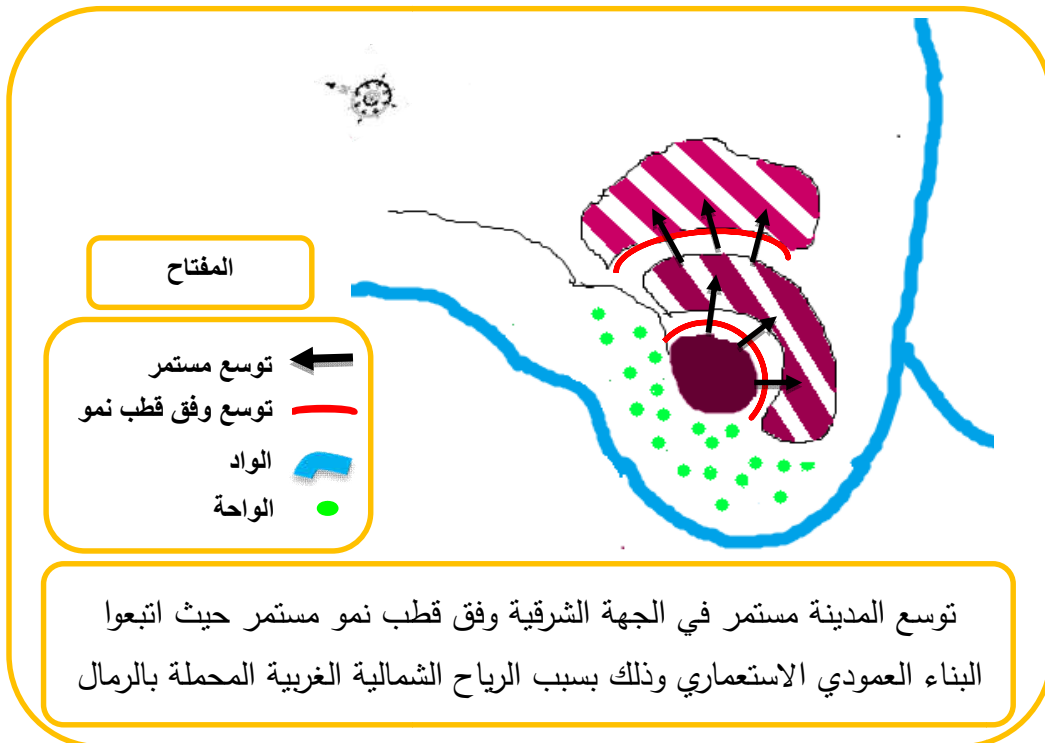 المفتاح
توسع مستمر
توسع وفق قطب نمو
الواد
الواحة
توسع المدينة مستمر في الجهة الشرقية وفق قطب نمو مستمر حيث اتبعوا
البناء العمودي الاستعماري وذلك بسبب الرياح الشمالية الغربية المحملة بالرمال